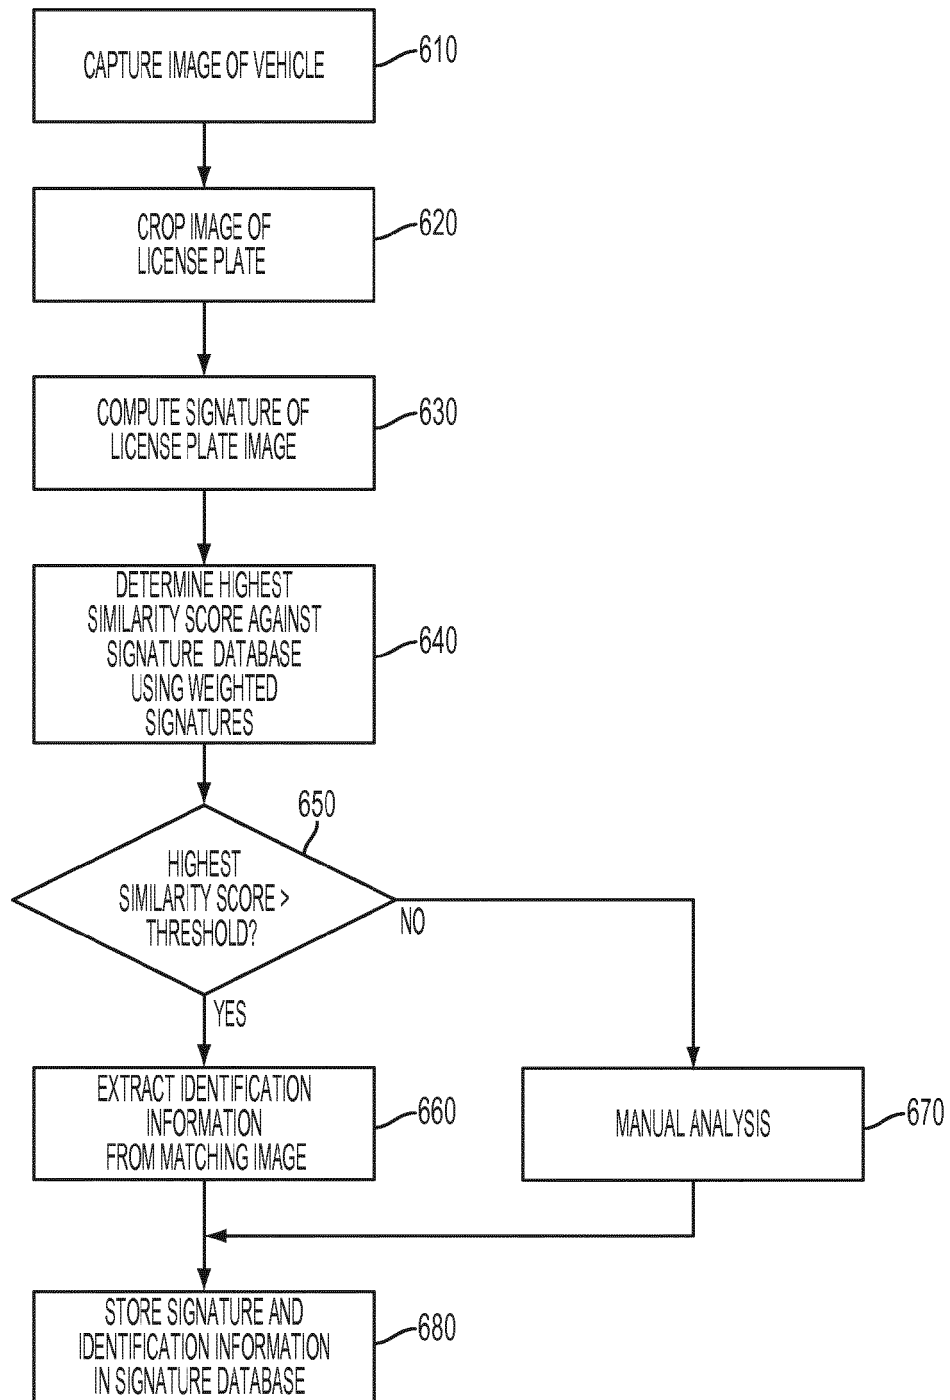 CAPTURE IMAGE OF VEHICLE
610
CROP IMAGE OF
LICENSE PLATE
620
COMPUTE SIGNATURE OF
LICENSE PLATE IMAGE
630
DETERMINE HIGHEST
SIMILARITY SCORE AGAINST
SIGNATURE DATABASE
USING WEIGHTED
SIGNATURES
640
650
HIGHEST
SIMILARITY SCORE >
THRESHOLD?
NO
YES
EXTRACT IDENTIFICATION
INFORMATION
FROM MATCHING IMAGE
660
MANUAL ANALYSIS
670
STORE SIGNATURE AND
IDENTIFICATION INFORMATION
IN SIGNATURE DATABASE
680